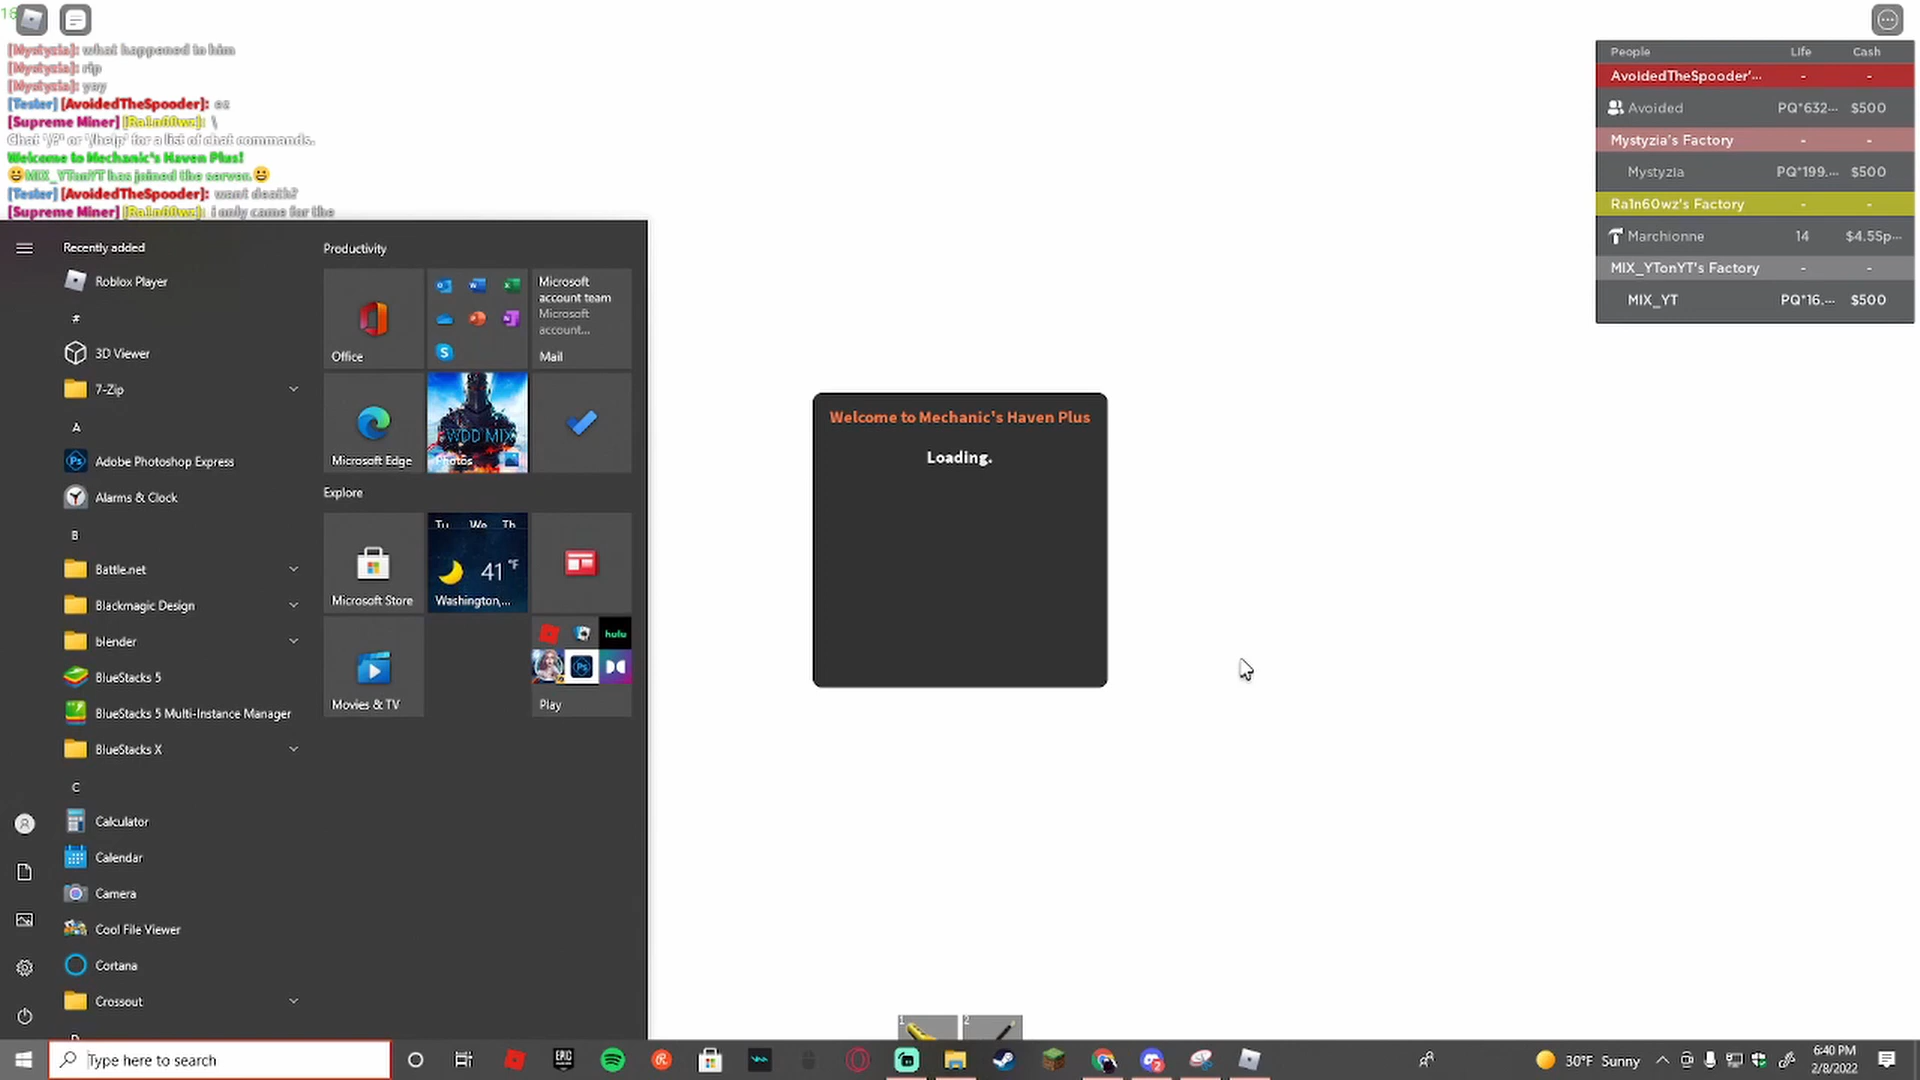 18
[Mystyzia]: what happened to him
[Mystyzia]: rip
[Mystyzia]: yay
[Tester] [AvoidedTheSpooder]: ez
[Supreme Miner] [Ra1n60wz]: \
Chat '/?' or '/help' for a list of chat commands.
Welcome to Mechanic's Haven Plus!
MIX_YTonYT has joined the server.
[Tester] [AvoidedTheSpooder]: want death?
[Supreme Miner] [Ra1n60wz]: i only came for the
People Life Cash
AvoidedTheSpooder'... - -
Avoided PQ*632... $500
Mystyzia's Factory - -
Mystyzia PQ*199.... $500
Ra1n60wz's Factory - -
Marchionne 14 $4.55p...
MIX_YTonYT's Factory - -
MIX_YT PQ*16.... $500
Recently added
Roblox Player
#
3D Viewer
7-Zip
A
Adobe Photoshop Express
Alarms & Clock
B
Battle.net
Blackmagic Design
blender
BlueStacks 5
BlueStacks 5 Multi-Instance Manager
BlueStacks X
C
Calculator
Calendar
Camera
Cool File Viewer
Cortana
Crossout
D
Productivity
Office
Microsoft
account team
Microsoft
account...
Mail
Microsoft Edge
WDD MIX
Photos
Explore
Microsoft Store
Tu We Th
41°F
Washington,...
Movies & TV
hulu
Play
Welcome to Mechanic's Haven Plus
Loading.
1 2
Type here to search
EPIC
30°F Sunny
6:40 PM
2/8/2022